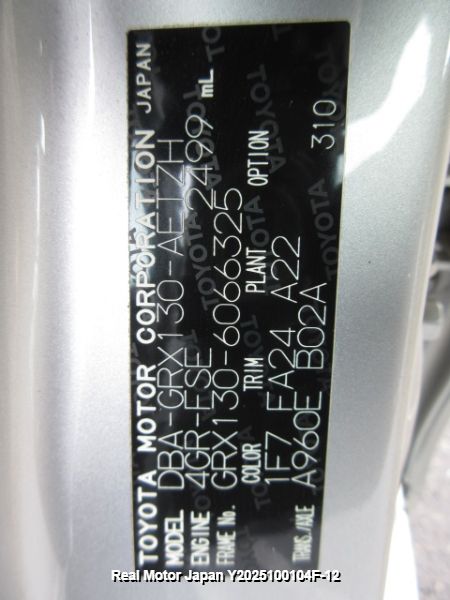 TOYOTA MOTOR CORPORATION JAPAN
MODEL DBA-GRX130-AETZH
ENGINE 4GR-FSE 2499 mL
FRAME No. GRX130-6066325
COLOR TRIM PLANT OPTION
1F7 FA24 A22 310
TRANS./AXLE A960E B02A
Real Motor Japan Y2025100104F-12